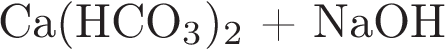 Ca(HCO₃)₂ + NaOH